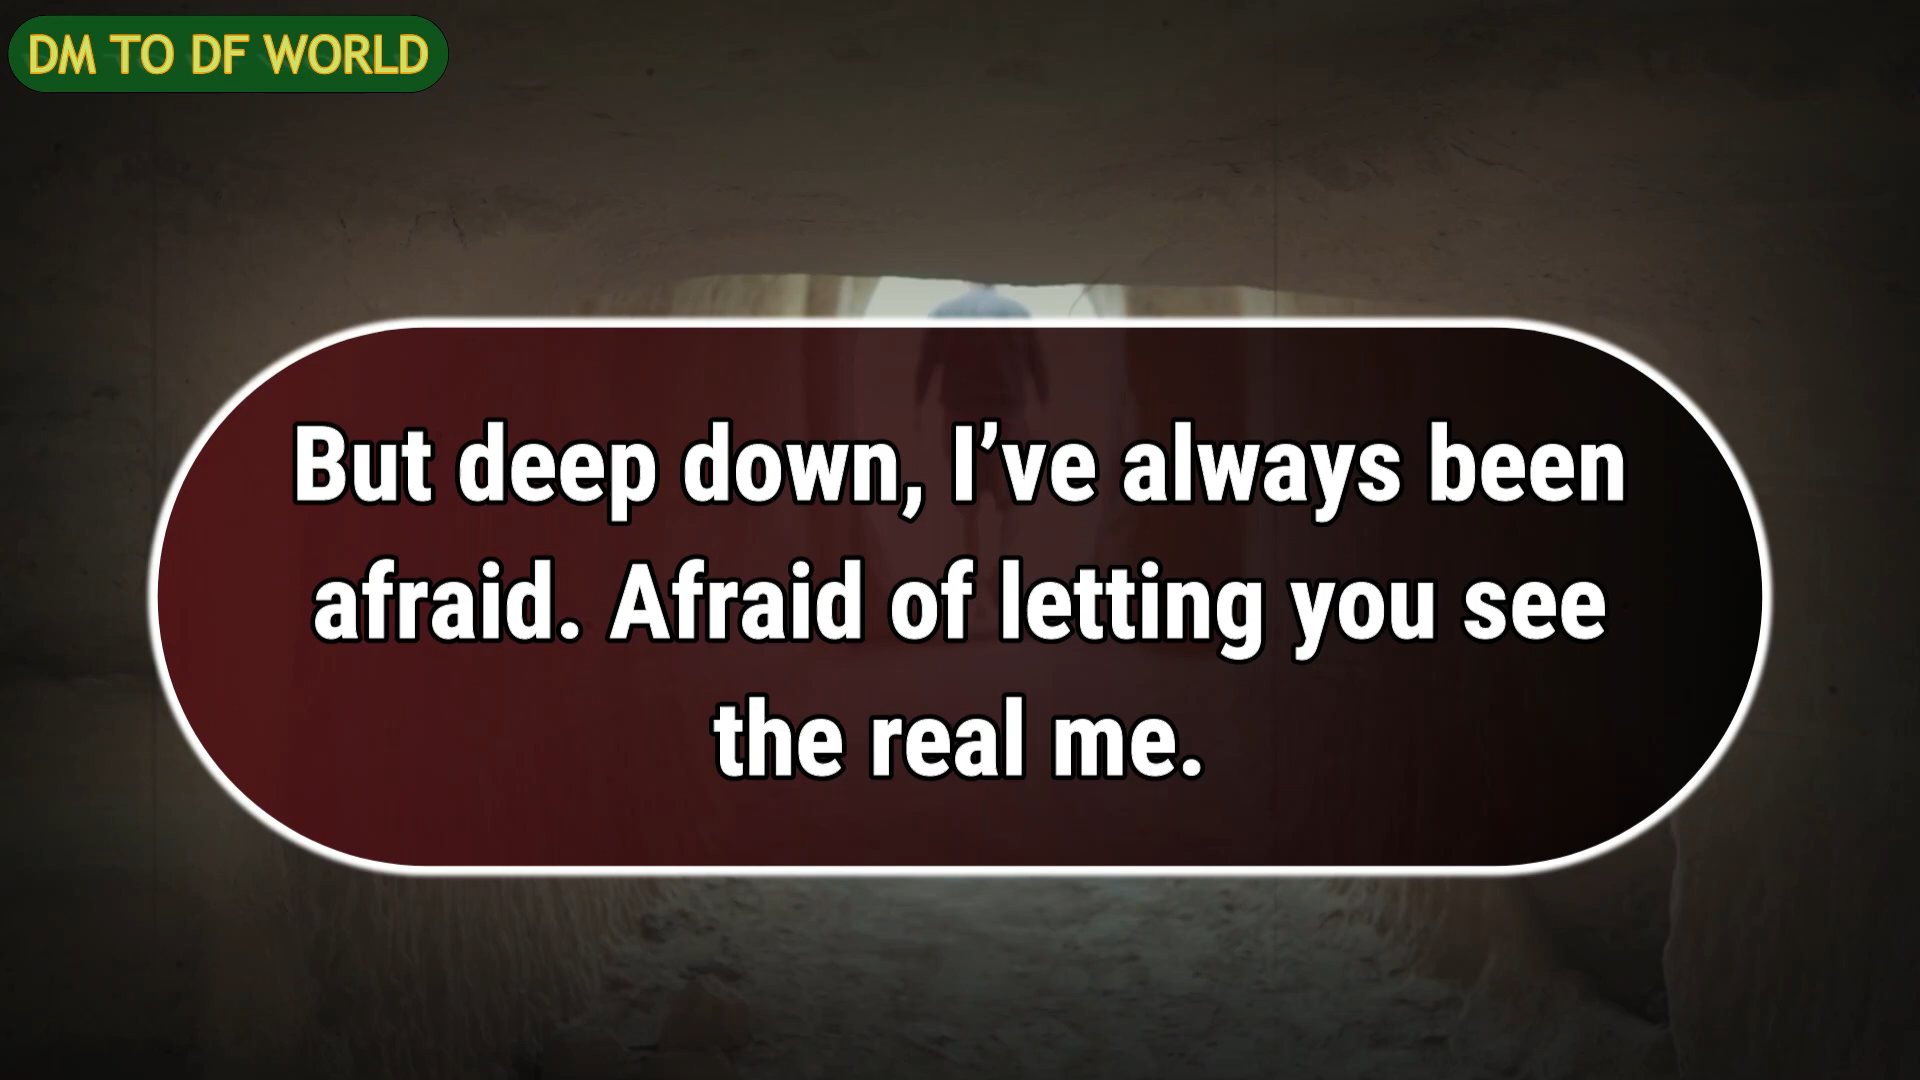 DM TO DF WORLD
But deep down, I’ve always been
afraid. Afraid of letting you see
the real me.